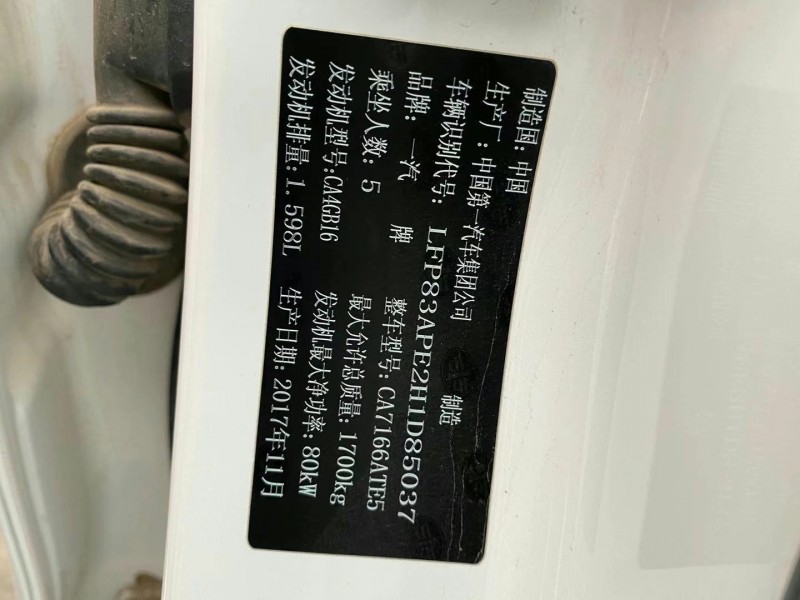 制造国：中国
生产厂：中国第一汽车集团公司 制造
车辆识别代号：LFP83APE2H1D85037
品牌：一汽 牌 整车型号：CA7166ATE5
乘坐人数：5 最大允许总质量：1700kg
发动机型号：CA4GB16 发动机最大净功率：80kW
发动机排量：1.598L 生产日期：2017年11月